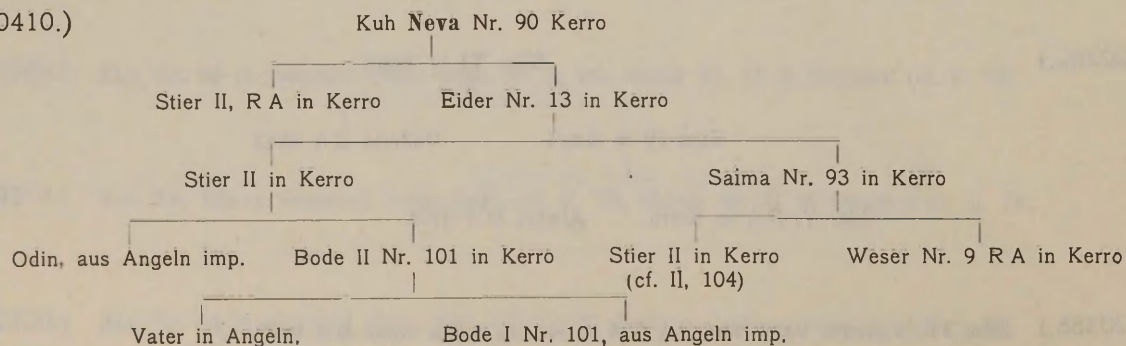 0410.)
Kuh Neva Nr. 90 Kerro
Stier II, R A in Kerro Eider Nr. 13 in Kerro
Stier II in Kerro Saima Nr. 93 in Kerro
Odin, aus Angeln imp. Bode II Nr. 101 in Kerro Stier II in Kerro Weser Nr. 9 R A in Kerro
(cf. II, 104)
Vater in Angeln, Bode I Nr. 101, aus Angeln imp.